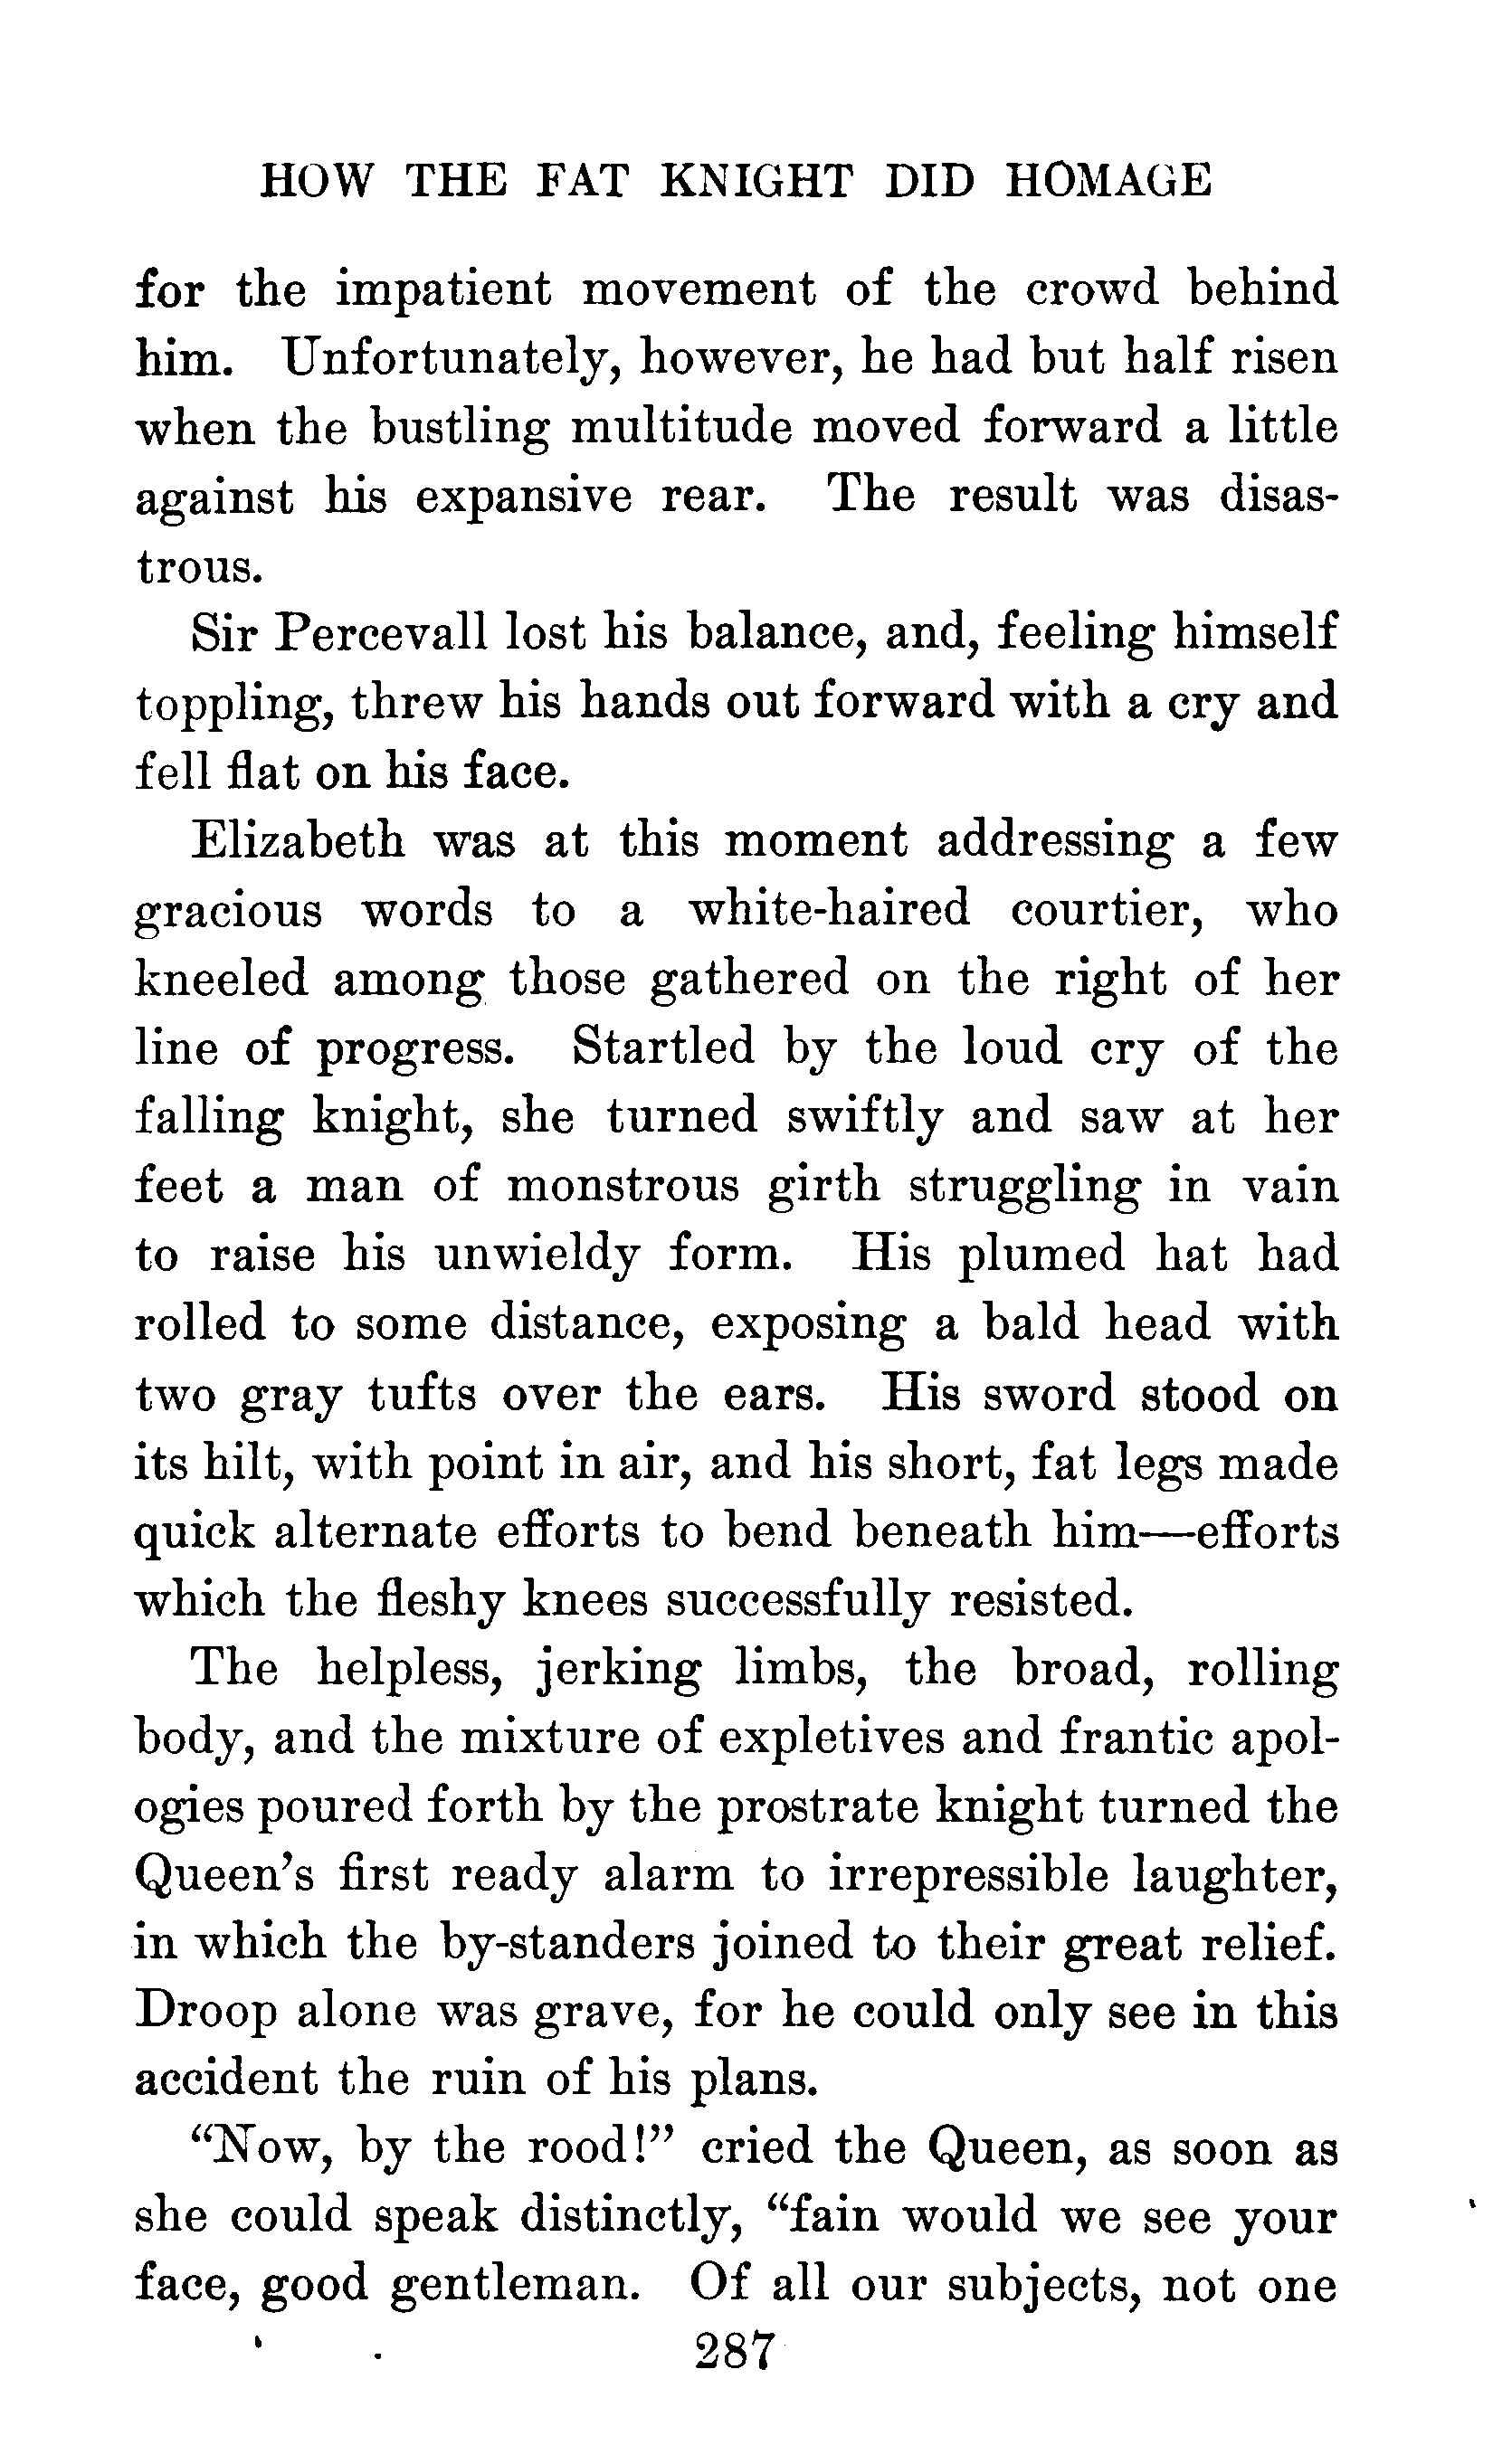 HOW THE FAT KNIGHT DID HOMAGE
for the impatient movement of the crowd behind
him. Unfortunately, however, he had but half risen
when the bustling multitude moved forward a little
against his expansive rear. The result was disas-
trous.
Sir Percevall lost his balance, and, feeling himself
toppling, threw his hands out forward with a cry and
fell flat on his face.
Elizabeth was at this moment addressing a few
gracious words to a white-haired courtier, who
kneeled among those gathered on the right of her
line of progress. Startled by the loud cry of the
falling knight, she turned swiftly and saw at her
feet a man of monstrous girth struggling in vain
to raise his unwieldy form. His plumed hat had
rolled to some distance, exposing a bald head with
two gray tufts over the ears. His sword stood on
its hilt, with point in air, and his short, fat legs made
quick alternate efforts to bend beneath him—efforts
which the fleshy knees successfully resisted.
The helpless, jerking limbs, the broad, rolling
body, and the mixture of expletives and frantic apol-
ogies poured forth by the prostrate knight turned the
Queen's first ready alarm to irrepressible laughter,
in which the by-standers joined to their great relief.
Droop alone was grave, for he could only see in this
accident the ruin of his plans.
"Now, by the rood!" cried the Queen, as soon as
she could speak distinctly, "fain would we see your
face, good gentleman. Of all our subjects, not one
287